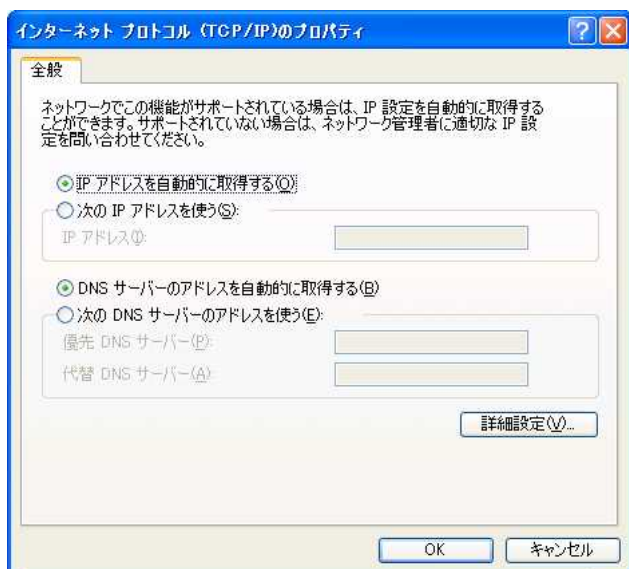 インターネット プロトコル (TCP/IP)のプロパティ
全般
ネットワークでこの機能がサポートされている場合は、IP 設定を自動的に取得する
ことができます。サポートされていない場合は、ネットワーク管理者に適切な IP 設
定を問い合わせてください。
IP アドレスを自動的に取得する(O)
次の IP アドレスを使う(S):
IP アドレス(I):
DNS サーバーのアドレスを自動的に取得する(B)
次の DNS サーバーのアドレスを使う(E):
優先 DNS サーバー(P):
代替 DNS サーバー(A):
詳細設定(V)...
OK
キャンセル